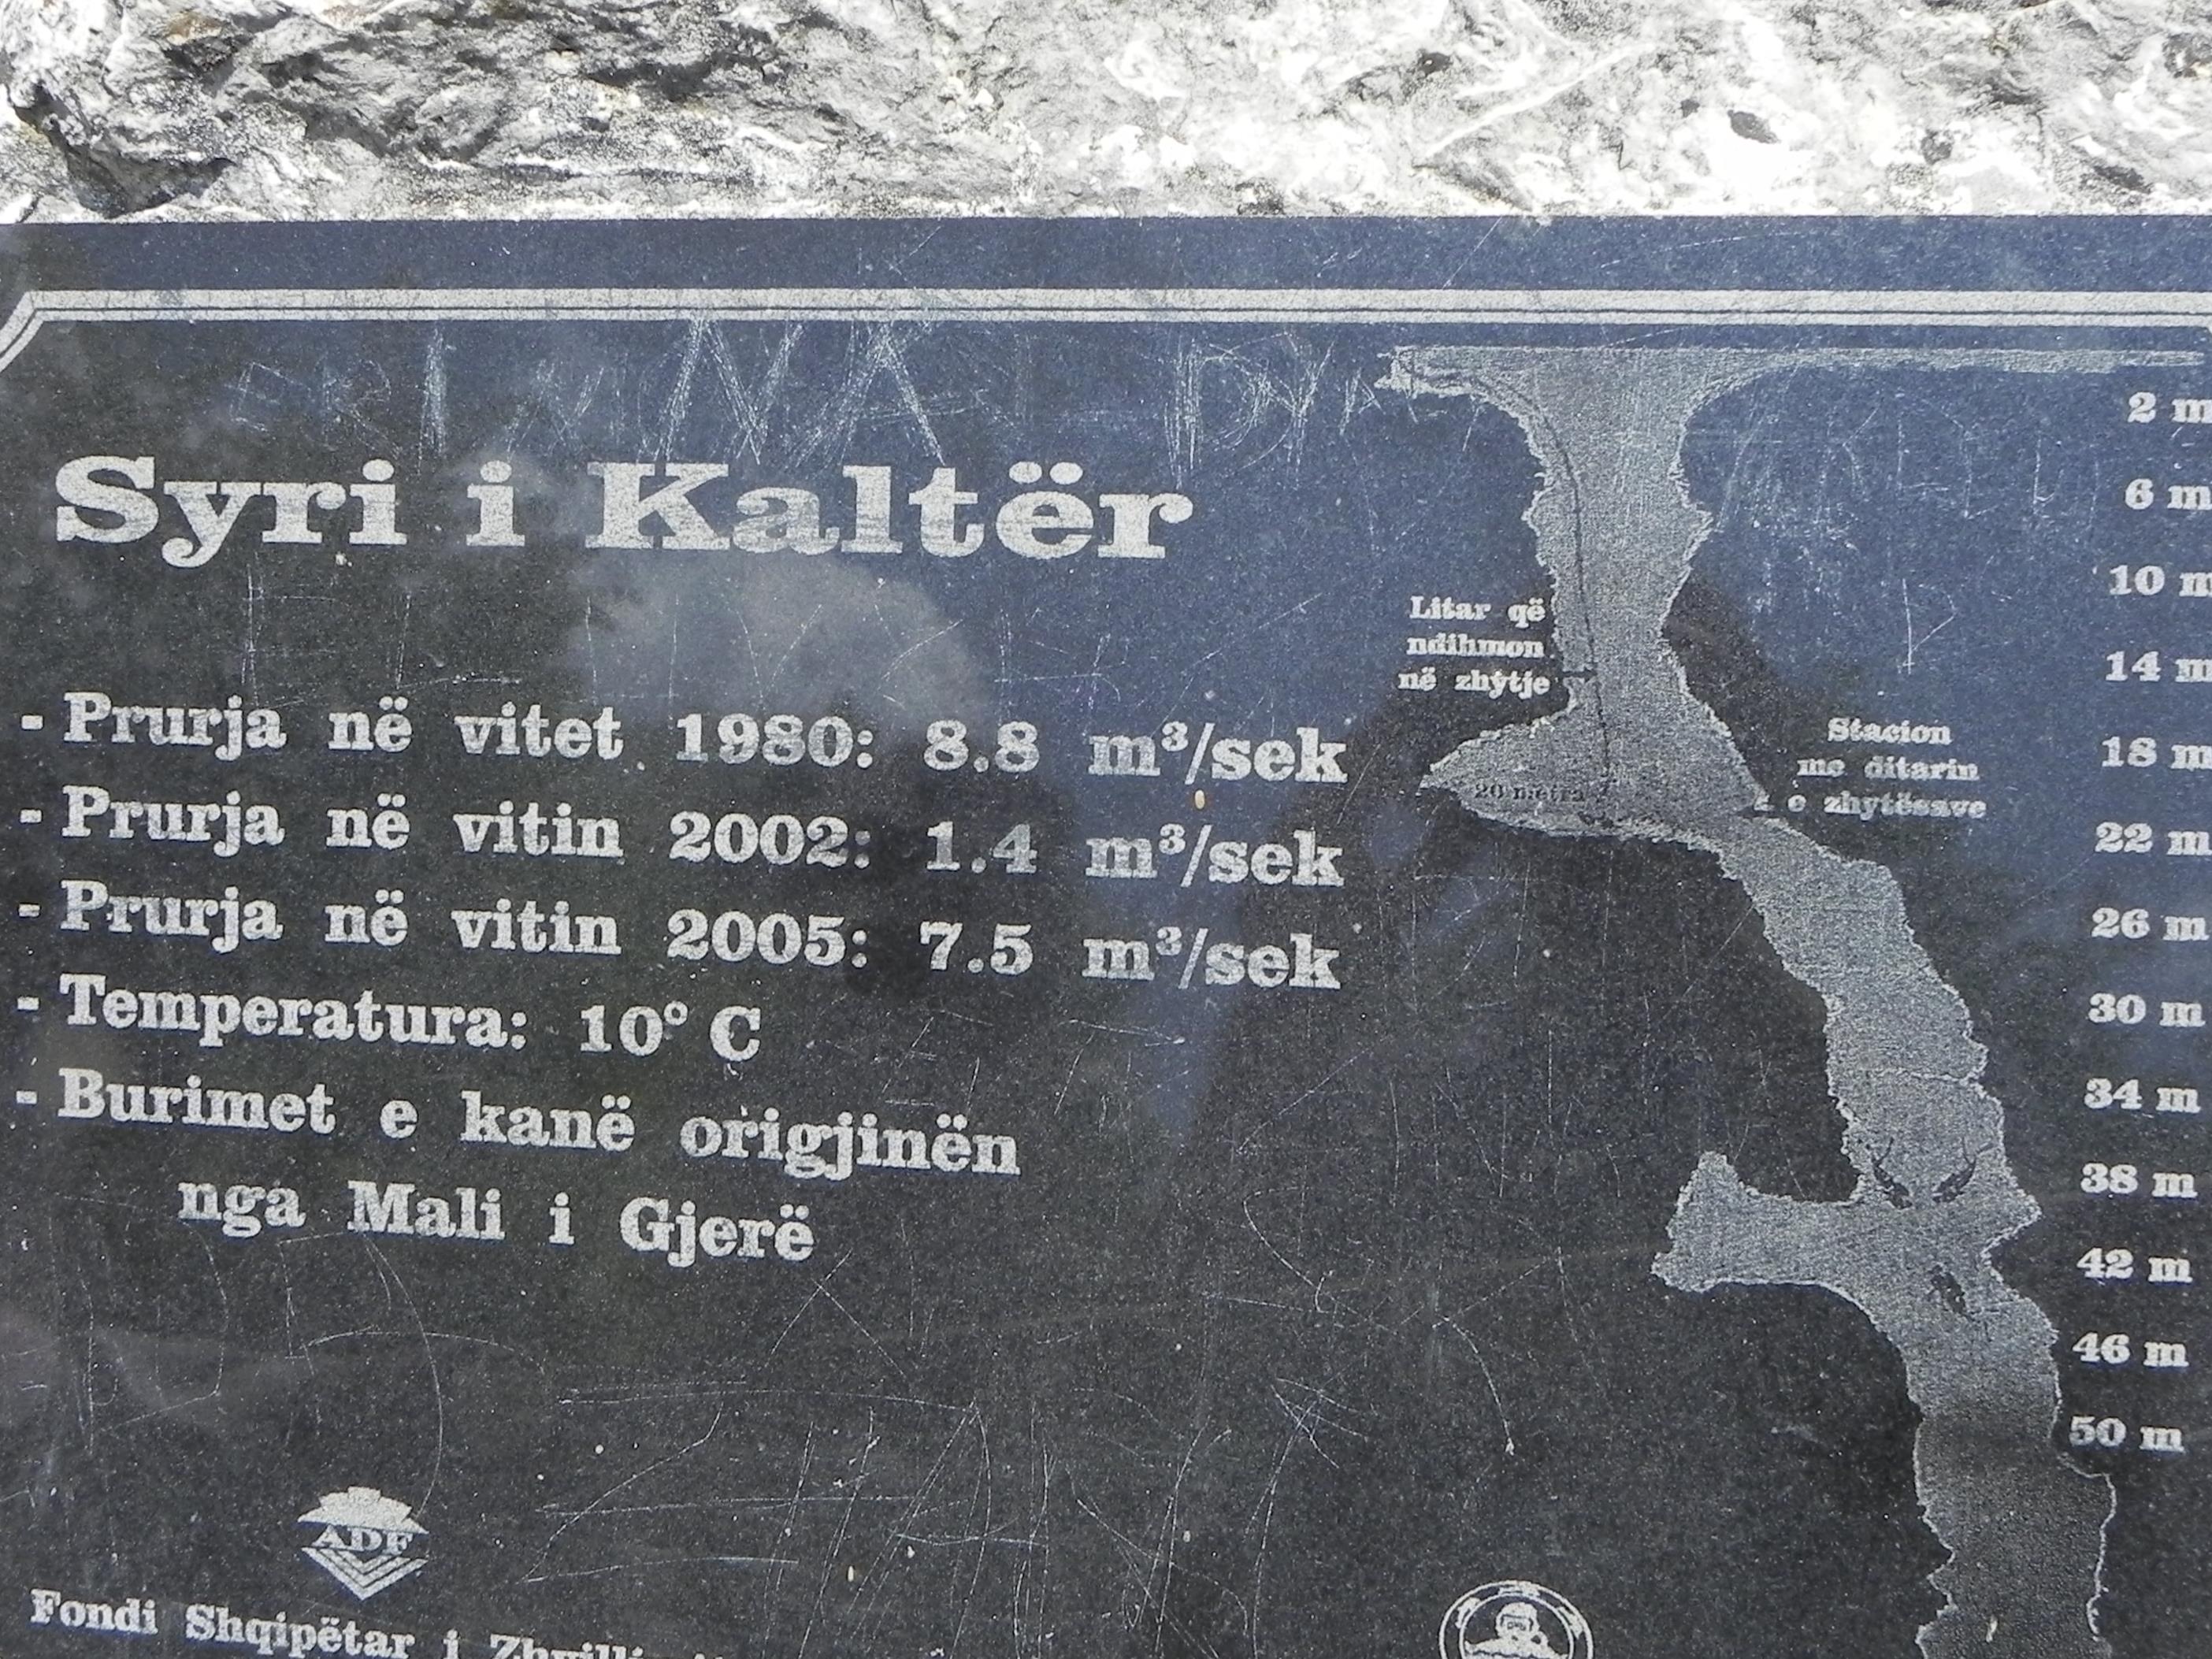 Syri i Kaltër
- Prurja në vitet 1980: 8.8 m³/sek
- Prurja në vitin 2002: 1.4 m³/sek
- Prurja në vitin 2005: 7.5 m³/sek
- Temperatura: 10° C
- Burimet e kanë origjinën
nga Mali i Gjerë
ADF
Fondi Shqipëtar i
Litar që
ndihmon
në zhytje
20 metra
Stacion
me ditarin
e zhytësave
2 m
6 m
10 m
14 m
18 m
22 m
26 m
30 m
34 m
38 m
42 m
46 m
50 m